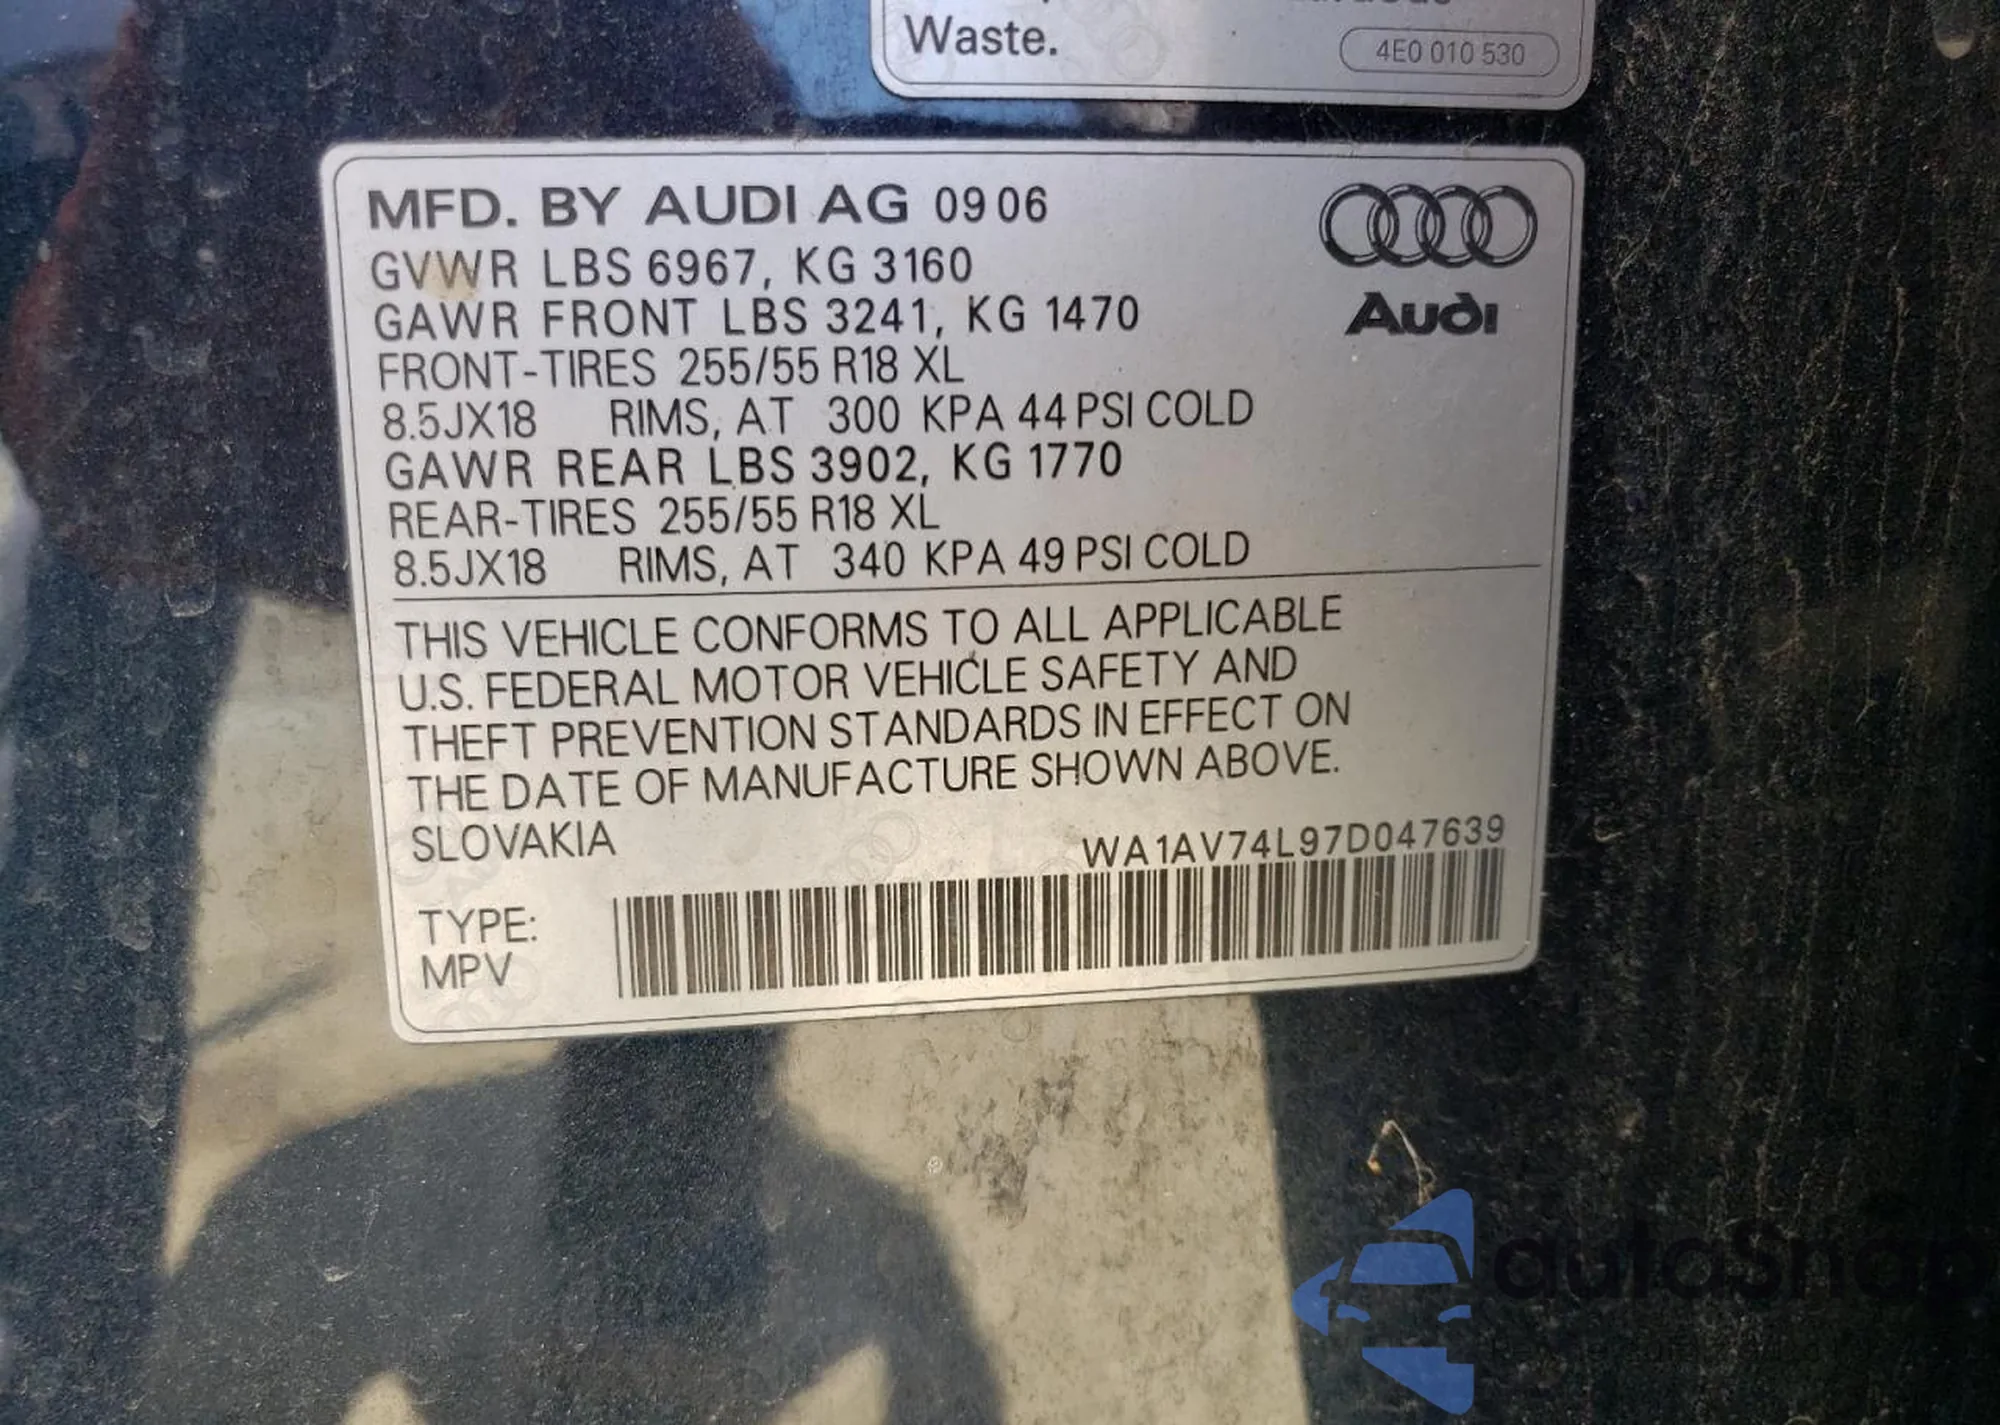 Waste.
4E0 010 530
MFD. BY AUDI AG 09 06
GVWR LBS 6967, KG 3160
GAWR FRONT LBS 3241, KG 1470
FRONT-TIRES 255/55 R18 XL
8.5JX18 RIMS, AT 300 KPA 44 PSI COLD
GAWR REAR LBS 3902, KG 1770
REAR-TIRES 255/55 R18 XL
8.5JX18 RIMS, AT 340 KPA 49 PSI COLD
Audi
THIS VEHICLE CONFORMS TO ALL APPLICABLE
U.S. FEDERAL MOTOR VEHICLE SAFETY AND
THEFT PREVENTION STANDARDS IN EFFECT ON
THE DATE OF MANUFACTURE SHOWN ABOVE.
SLOVAKIA
WA1AV74L97D047639
TYPE:
MPV
autosnap